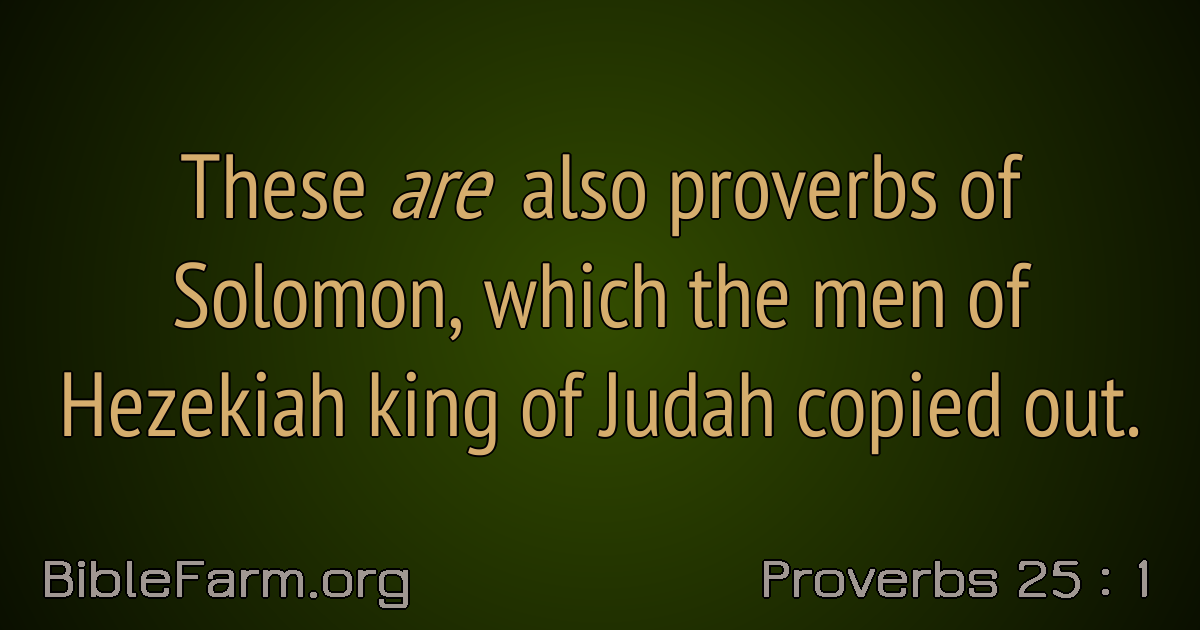 These are also proverbs of
Solomon, which the men of
Hezekiah king of Judah copied out.
BibleFarm.org
Proverbs 25 : 1